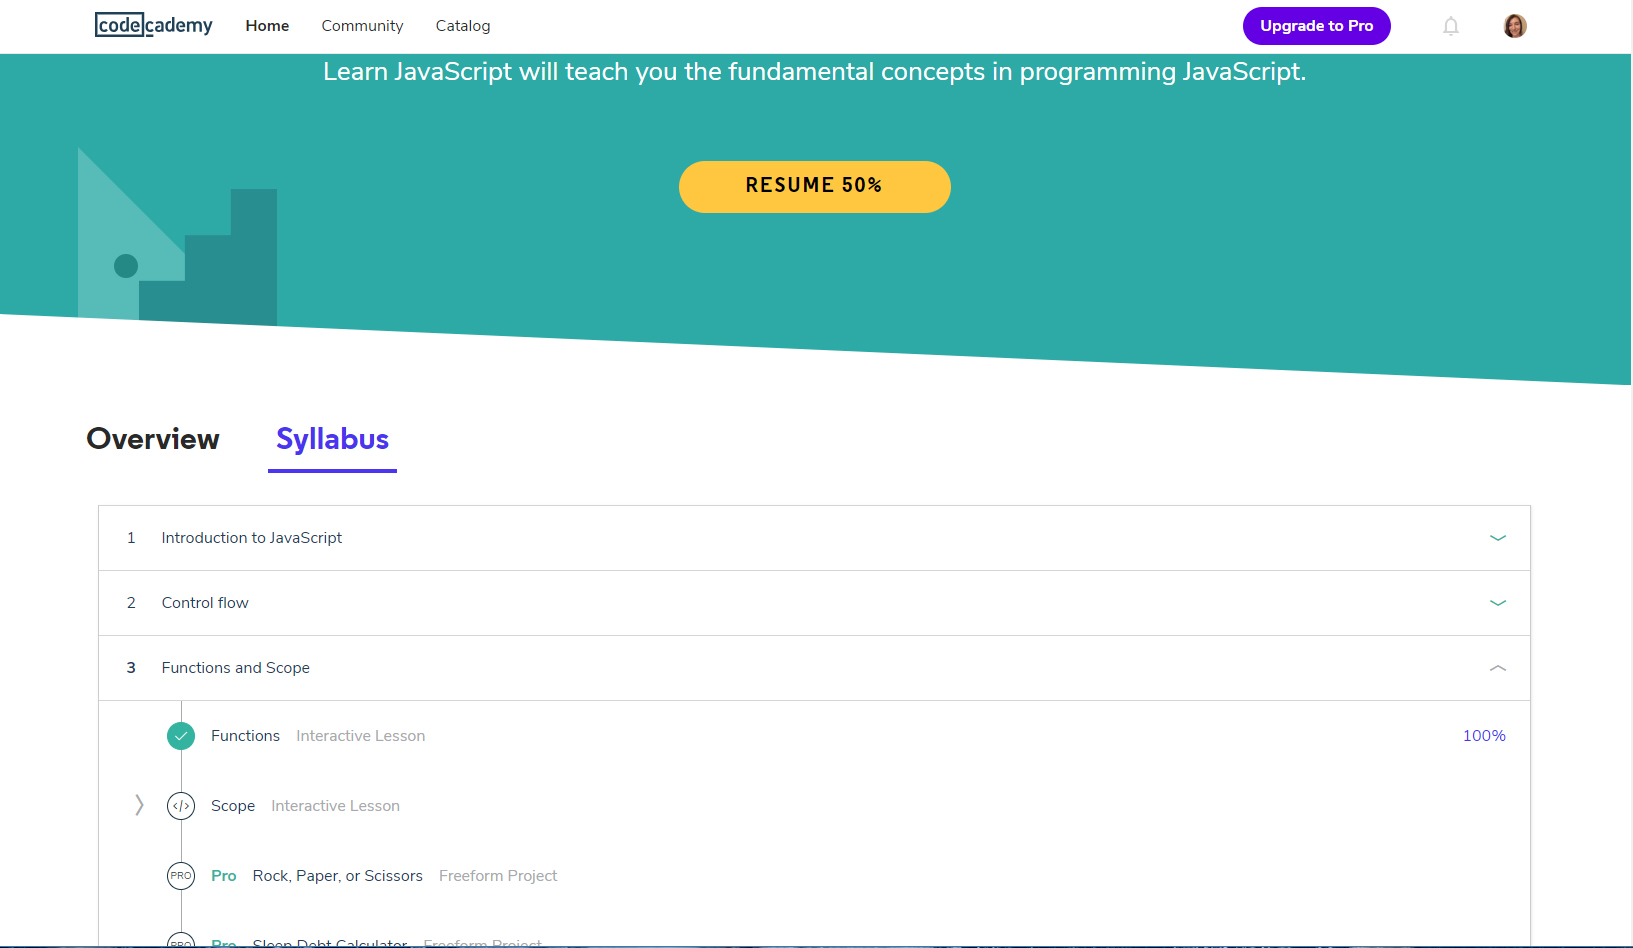 codecademy Home Community Catalog Upgrade to Pro
Learn JavaScript will teach you the fundamental concepts in programming JavaScript.
RESUME 50%
Overview Syllabus
1 Introduction to JavaScript
2 Control flow
3 Functions and Scope
Functions Interactive Lesson 100%
</> Scope Interactive Lesson
PRO Pro Rock, Paper, or Scissors Freeform Project
PRO Pro Sleep Debt Calculator Freeform Project